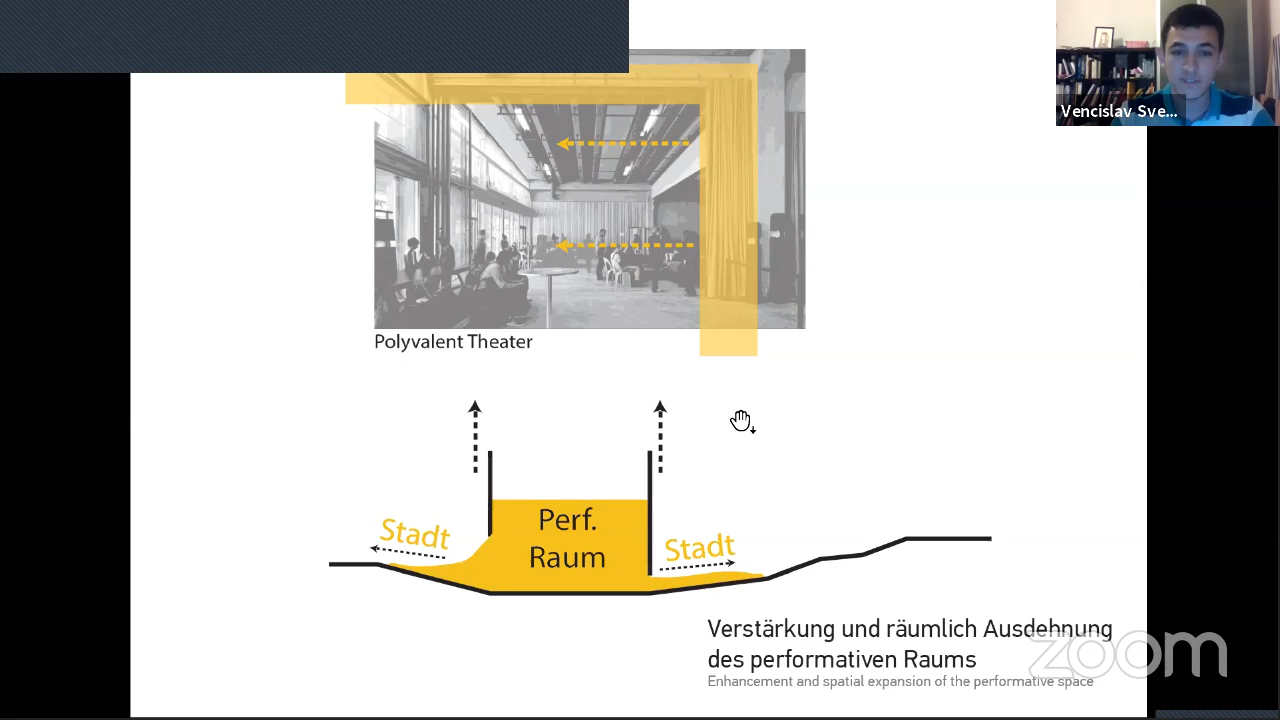 Vencislav Sve...
Polyvalent Theater
Stadt
Perf.
Raum
Stadt
Verstärkung und räumlich Ausdehnung
des performativen Raums
Enhancement and spatial expansion of the performative space
zoom